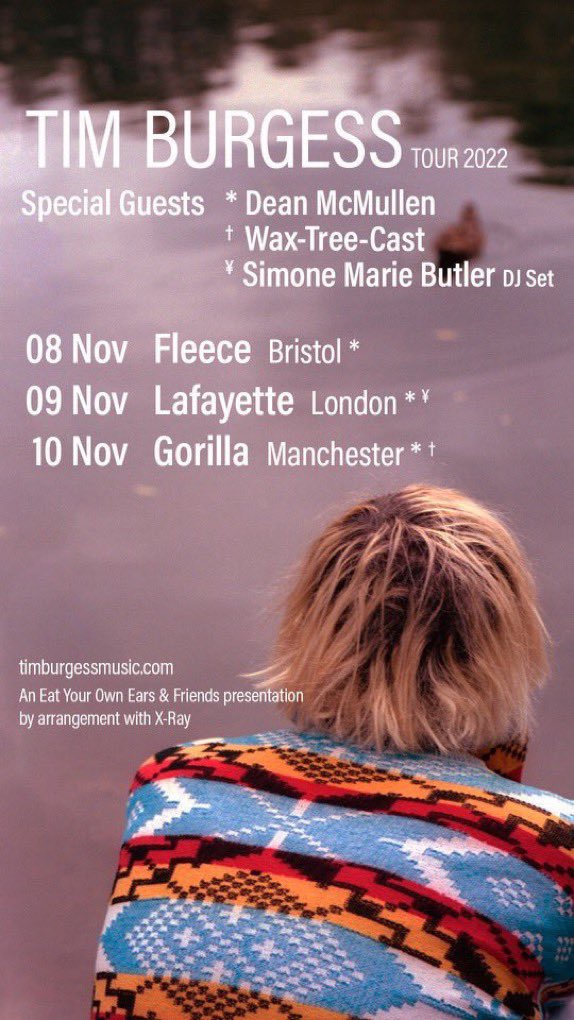 TIM BURGESS TOUR 2022
Special Guests * Dean McMullen
† Wax-Tree-Cast
¥ Simone Marie Butler DJ Set
08 Nov Fleece Bristol *
09 Nov Lafayette London * ¥
10 Nov Gorilla Manchester * †
timburgessmusic.com
An Eat Your Own Ears & Friends presentation
by arrangement with X-Ray